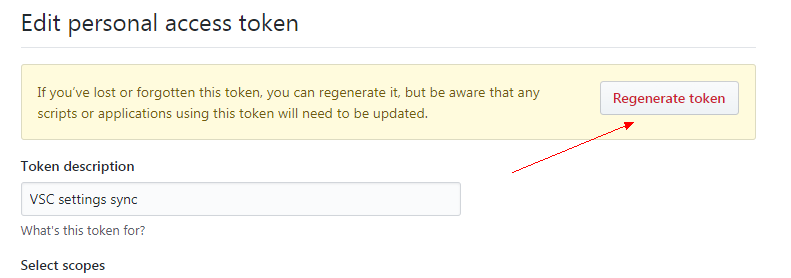 Edit personal access token
If you've lost or forgotten this token, you can regenerate it, but be aware that any
scripts or applications using this token will need to be updated.
Regenerate token
Token description
VSC settings sync
What's this token for?
Select scopes